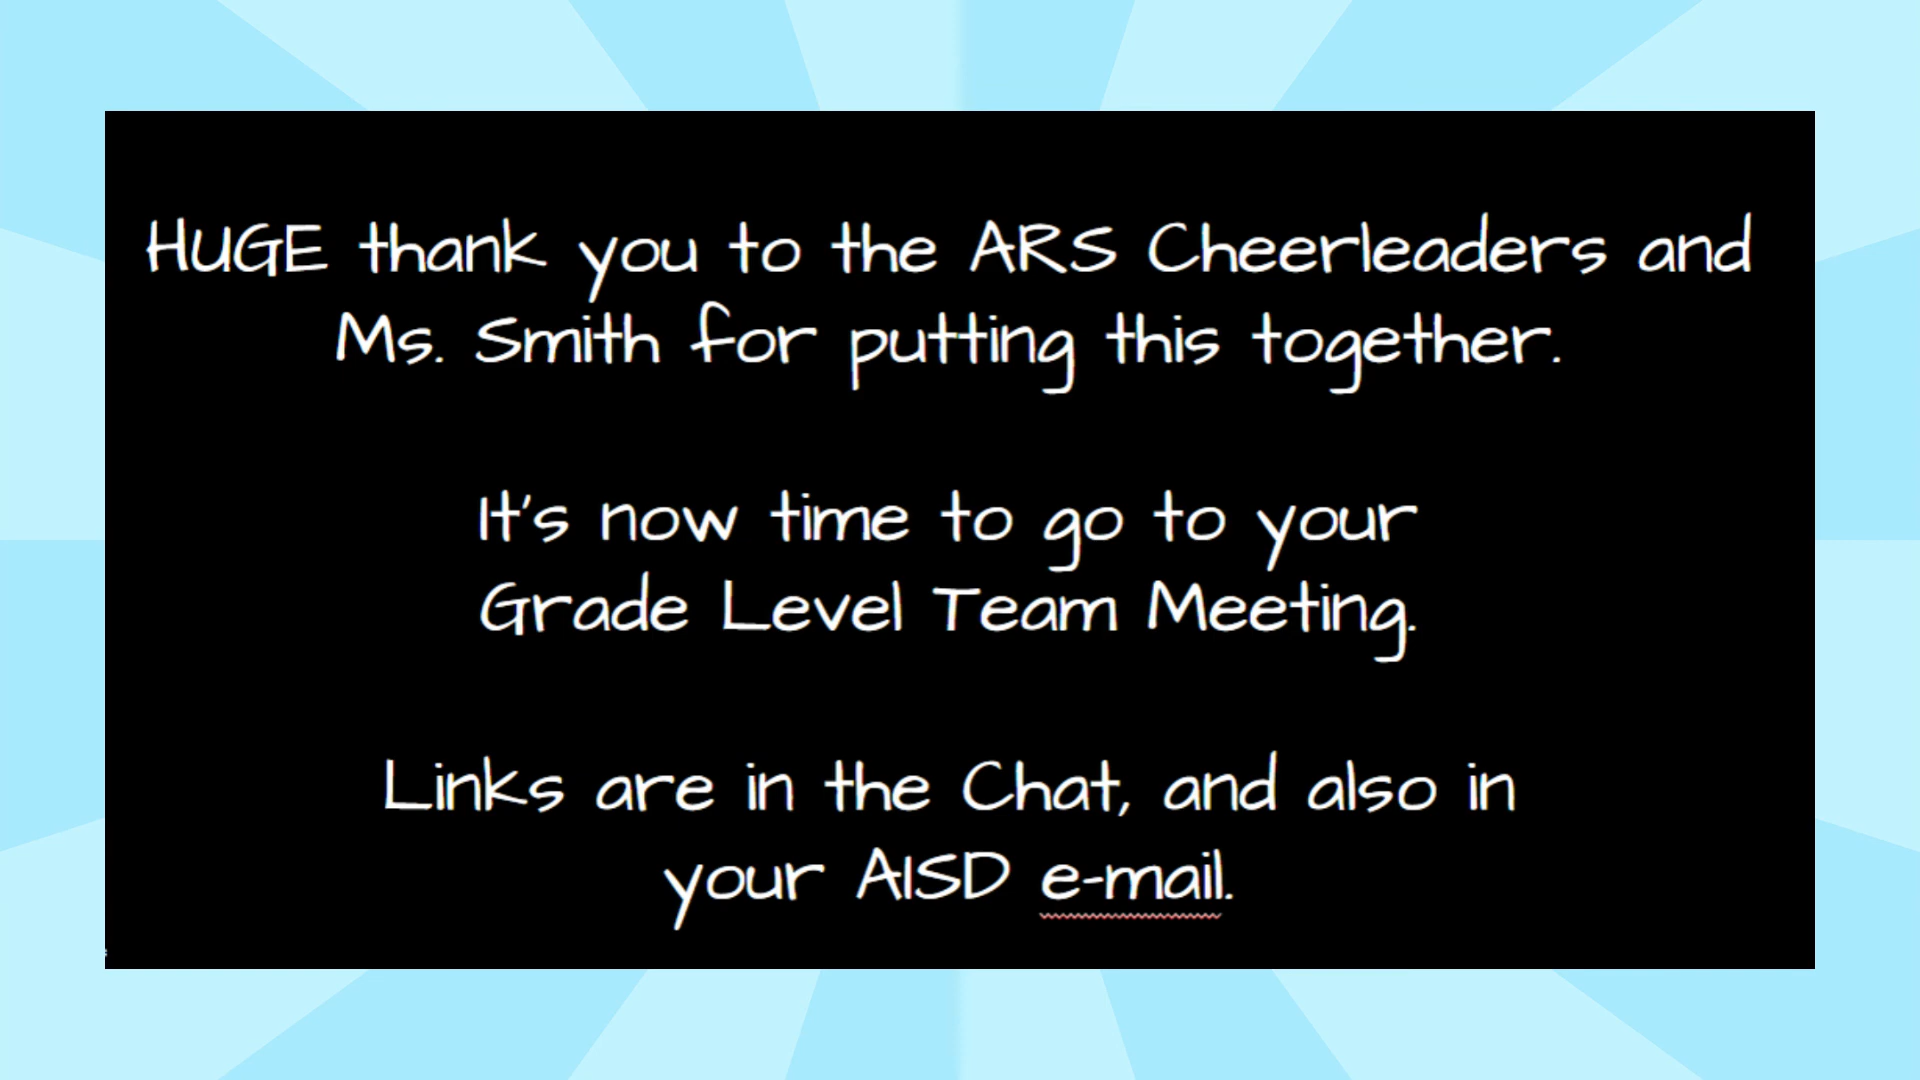 HUGE thank you to the ARS Cheerleaders and
Ms. Smith for putting this together.
It's now time to go to your
Grade Level Team Meeting.
Links are in the Chat, and also in
your AISD e-mail.